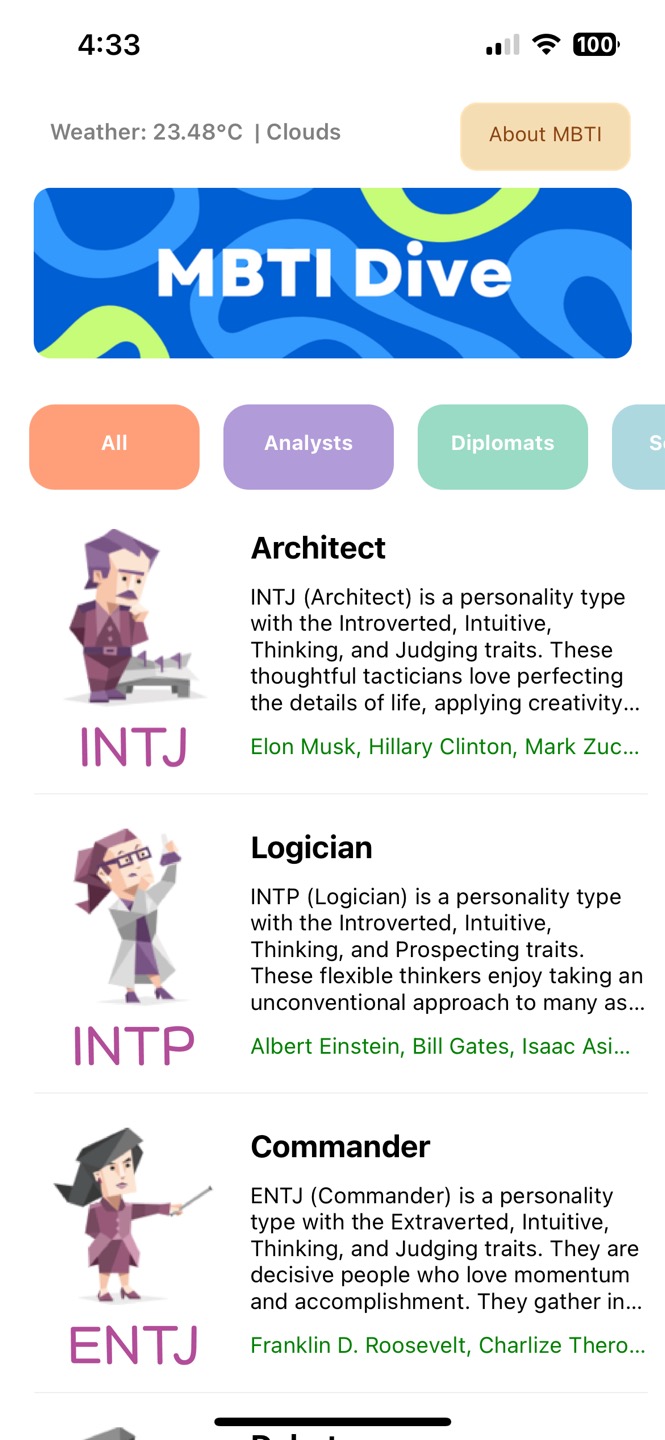 4:33
100
Weather: 23.48°C | Clouds
About MBTI
MBTI Dive
All
Analysts
Diplomats
Architect
INTJ (Architect) is a personality type
with the Introverted, Intuitive,
Thinking, and Judging traits. These
thoughtful tacticians love perfecting
the details of life, applying creativity...
Elon Musk, Hillary Clinton, Mark Zuc...
INTJ
Logician
INTP (Logician) is a personality type
with the Introverted, Intuitive,
Thinking, and Prospecting traits.
These flexible thinkers enjoy taking an
unconventional approach to many as...
Albert Einstein, Bill Gates, Isaac Asi...
INTP
Commander
ENTJ (Commander) is a personality
type with the Extraverted, Intuitive,
Thinking, and Judging traits. They are
decisive people who love momentum
and accomplishment. They gather in...
Franklin D. Roosevelt, Charlize Thero...
ENTJ